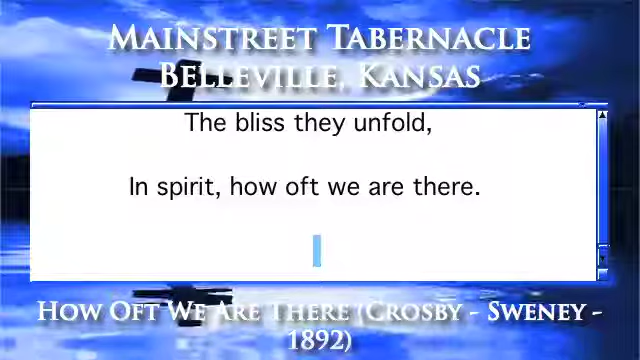 Mainstreet Tabernacle
Belleville, Kansas
The bliss they unfold,
In spirit, how oft we are there.
How Oft We Are There (Crosby - Sweney -
1892)